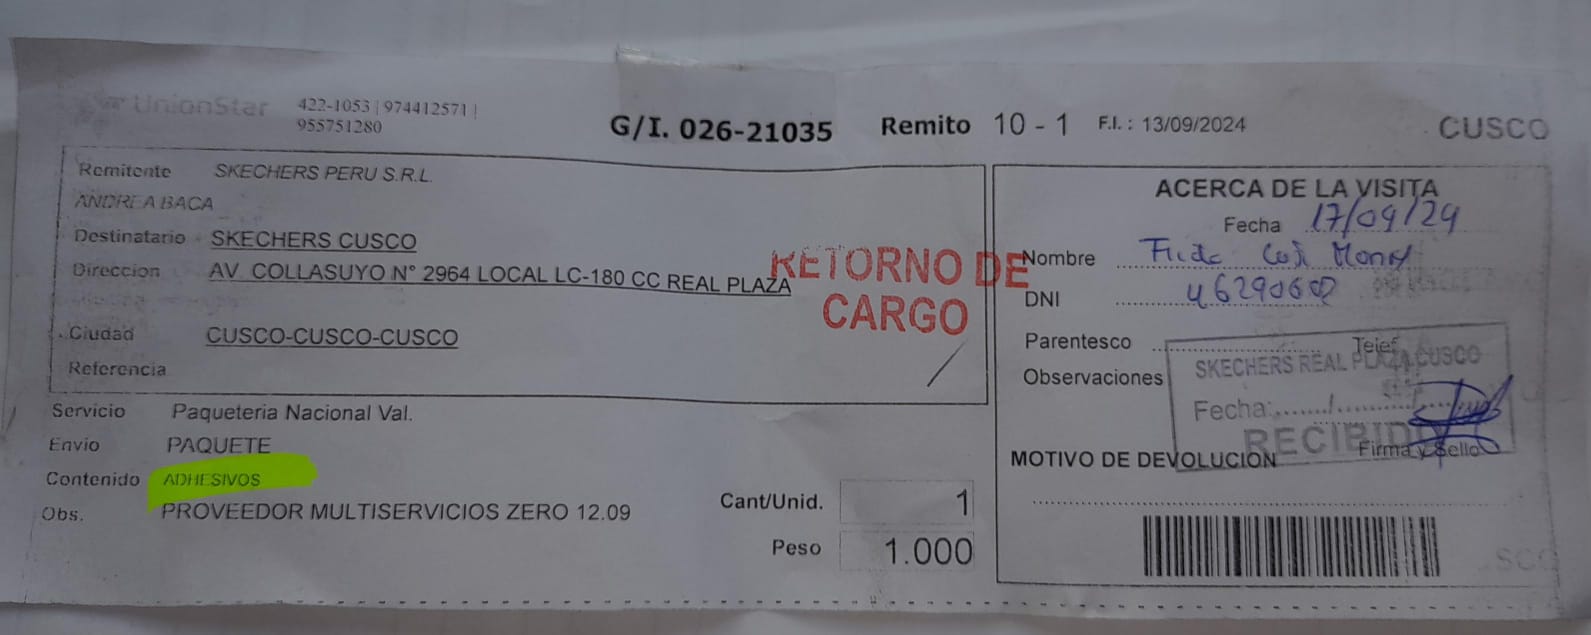 UnionStar 422-1053 | 974412571 |
955751280
G/I. 026-21035 Remito 10 - 1 F.I. : 13/09/2024 CUSCO
Remitente SKECHERS PERU S.R.L.
ANDREA BACA
Destinatario SKECHERS CUSCO
Direccion AV. COLLASUYO N° 2964 LOCAL LC-180 CC REAL PLAZA
Ciudad CUSCO-CUSCO-CUSCO
Referencia
RETORNO DE
CARGO
Servicio Paqueteria Nacional Val.
Envio PAQUETE
Contenido ADHESIVOS
Obs. PROVEEDOR MULTISERVICIOS ZERO 12.09
Cant/Unid. 1
Peso 1.000
ACERCA DE LA VISITA
Fecha 17/09/24
Nombre
DNI 46290602
Parentesco Telef.
Observaciones
SKECHERS REAL PLAZA CUSCO
Fecha:......./.........
RECIBIDO
Firma y Sello
MOTIVO DE DEVOLUCION